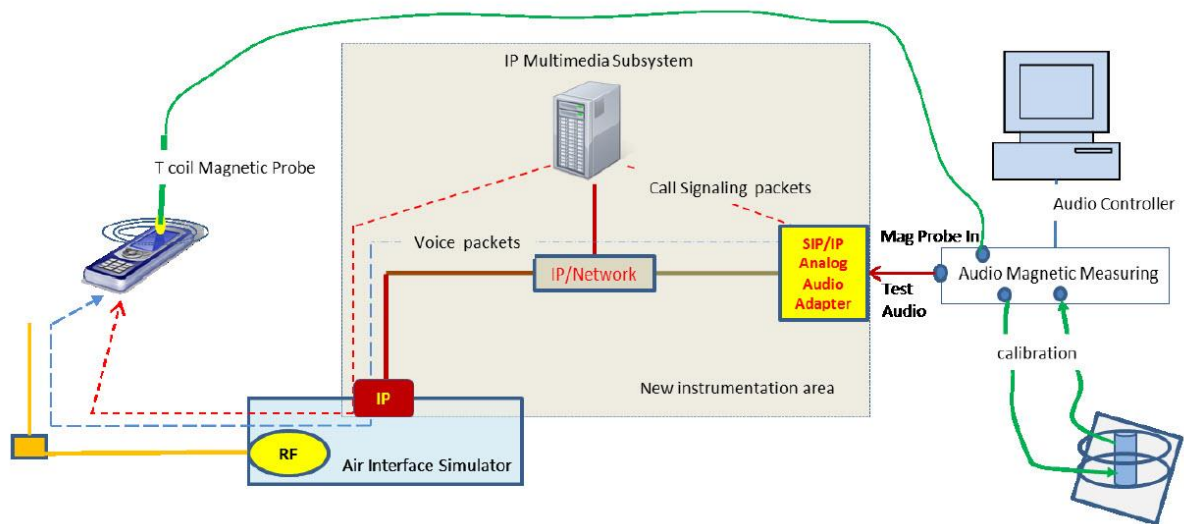 IP Multimedia Subsystem
T coil Magnetic Probe
Call Signaling packets
Audio Controller
Voice packets
SIP/IP
Analog
Audio
Adapter
Mag Probe In
IP/Network
Audio Magnetic Measuring
Test
Audio
calibration
New instrumentation area
IP
RF
Air Interface Simulator